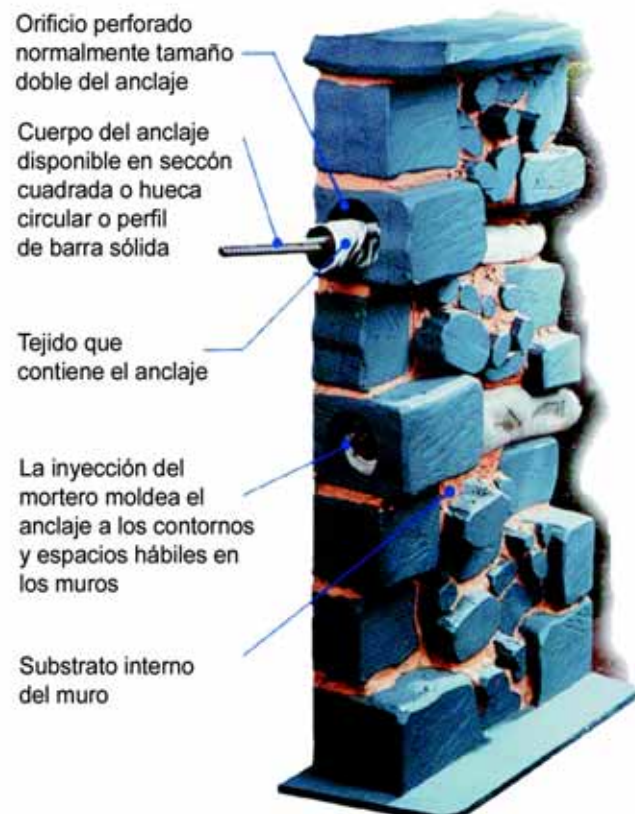 Orificio perforado
normalmente tamaño
doble del anclaje
Cuerpo del anclaje
disponible en seccón
cuadrada o hueca
circular o perfil
de barra sólida
Tejido que
contiene el anclaje
La inyección del
mortero moldea el
anclaje a los contornos
y espacios hábiles en
los muros
Substrato interno
del muro